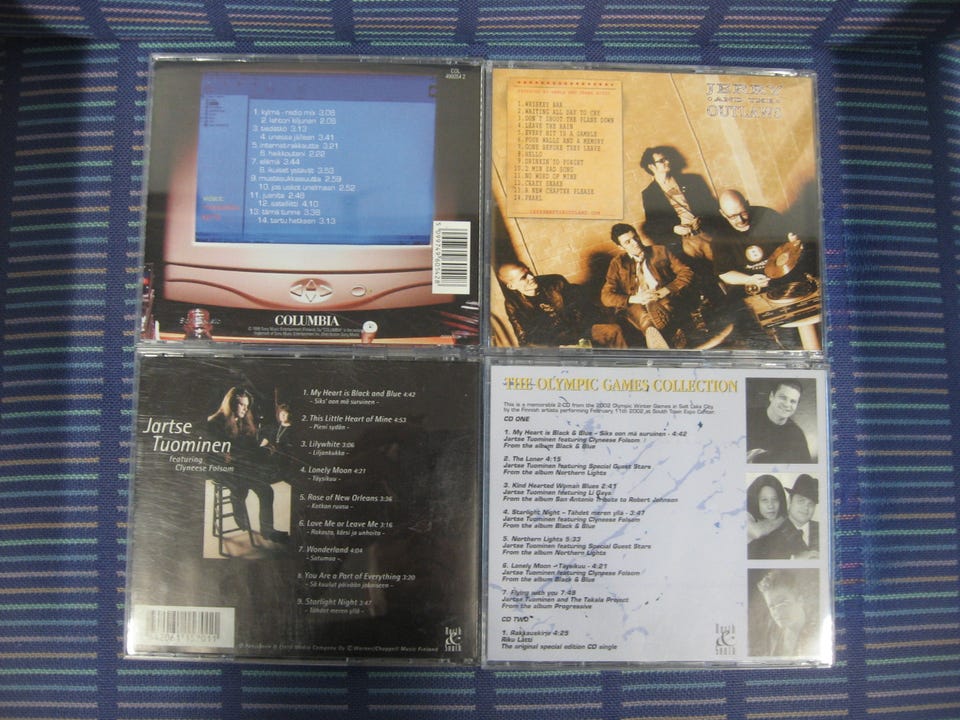 COL
1 kylmä - radio mix 3.08
3. tiedätkö 3.13
4. unessa jälleen 3.41
5. internetrakkautta 3.21
6. heikkoutani 2.22
7. elämä 3.44
8. ikuiset ystävät 3.53
9. mustasukkasuutta 2.59
10. jos uskot unelmaan 2.52
11. juorita 2.48
12. satelliitti 4.10
13. tämä tunne 3.38
14. tartu hetkeen 3.13
COLUMBIA
5 099749 605428
JERRY
AND THE
OUTLAWS
1. WHISKEY BAR
2. WAITING ALL DAY TO CRY
3. DON'T SHOOT THE PLANE DOWN
4. LEAVE THE RAIN
5. EVERY HIT IS A GAMBLE
6. FOUR WALLS AND A MEMORY
7. GONE BEFORE THEY LEAVE
8. HELLO
9. DRINKIN' TO FORGET
10. 2 MIN SAD SONG
11. NO WORD OF MINE
12. CRAZY SNAKE
13. A NEW CHAPTER PLEASE
14. PEARL
Jartse
Tuominen
featuring
Clyneese Folsom
1. My Heart is Black and Blue 4:42
- Siks' oon mä suruinen -
2. This Little Heart of Mine 4:53
- Pieni sydän -
3. Lilywhite 3:06
- Liljankukka -
4. Lonely Moon 4:21
- Täysikuu -
5. Rose of New Orleans 3:36
- Kotkan ruusu -
6. Love Me or Leave Me 3:16
- Rakasta, kärsi ja unhoita -
7. Wonderland 4:04
- Satumaa -
8. You Are a Part of Everything 3:20
- Sä kuulut päivään jokaiseen -
9. Starlight Night 3:47
- Tähdet meren yllä -
North
&
South
THE OLYMPIC GAMES COLLECTION
This is a memorable 2-CD from the 2002 Olympic Winter Games in Salt Lake City
by the Finnish artists performing February 11th 2002 at South Town Expo Center.
CD ONE
1. My Heart is Black & Blue - Siks oon mä suruinen - 4:42
Jartse Tuominen featuring Clyneese Folsom
From the album Black & Blue
2. The Loner 4:15
Jartse Tuominen featuring Special Guest Stars
From the album Northern Lights
3. Kind Hearted Woman Blues 2:41
Jartse Tuominen featuring Li Gaya
From the album San Antonio Tribute to Robert Johnson
4. Starlight Night - Tähdet meren yllä - 3:47
Jartse Tuominen featuring Clyneese Folsom
From the album Black & Blue
5. Northern Lights 5:33
Jartse Tuominen featuring Special Guest Stars
From the album Northern Lights
6. Lonely Moon - Täysikuu - 4:21
Jartse Tuominen featuring Clyneese Folsom
From the album Black & Blue
7. Flying with you 7:49
Jartse Tuominen and The Takala Project
From the album Progressive
CD TWO
1. Rakkauskirje 4:25
Riku Lätti
The original special edition CD single
North
&
South